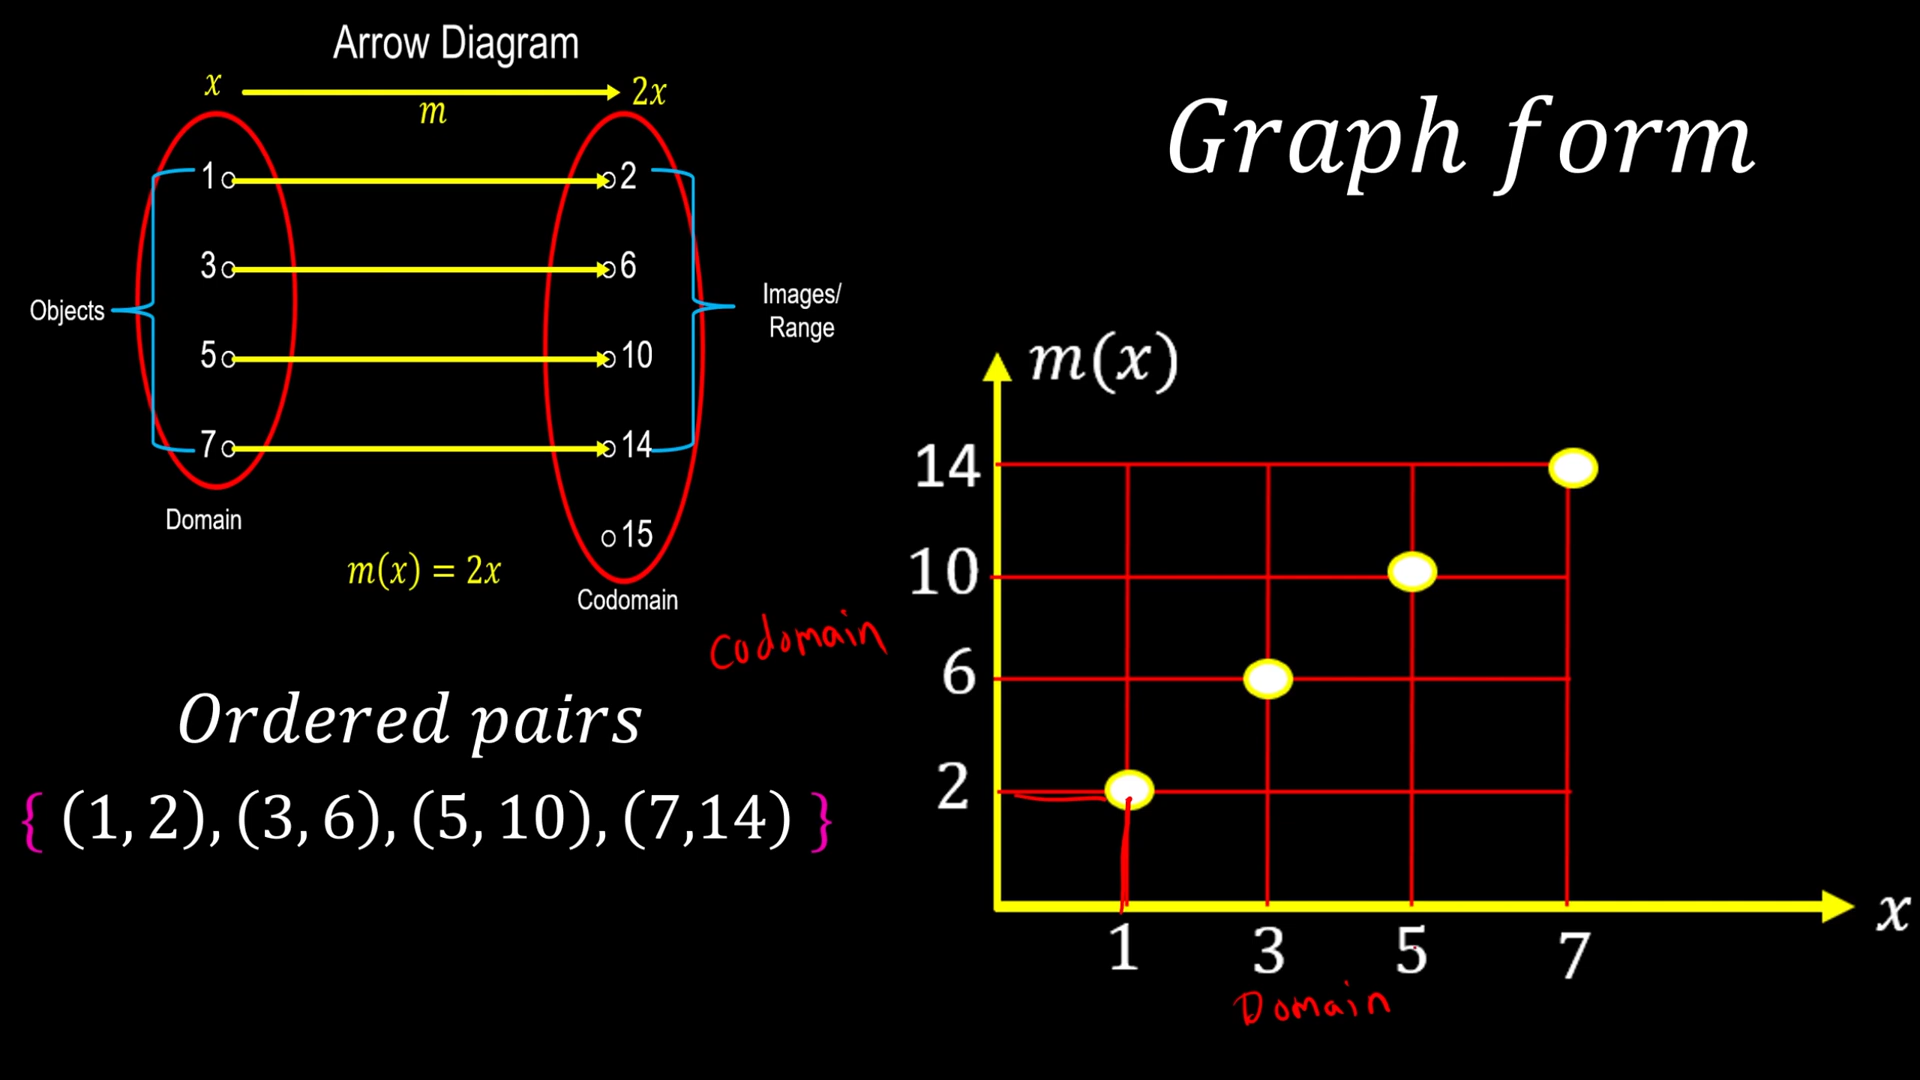 Arrow Diagram
x
m
2x
1
2
3
6
5
10
7
14
15
Objects
Images/
Range
Domain
m(x) = 2x
Codomain
Ordered pairs
{ (1, 2), (3, 6), (5, 10), (7,14) }
Graph form
m(x)
14
10
6
2
Codomain
1 3 5 7
x
Domain